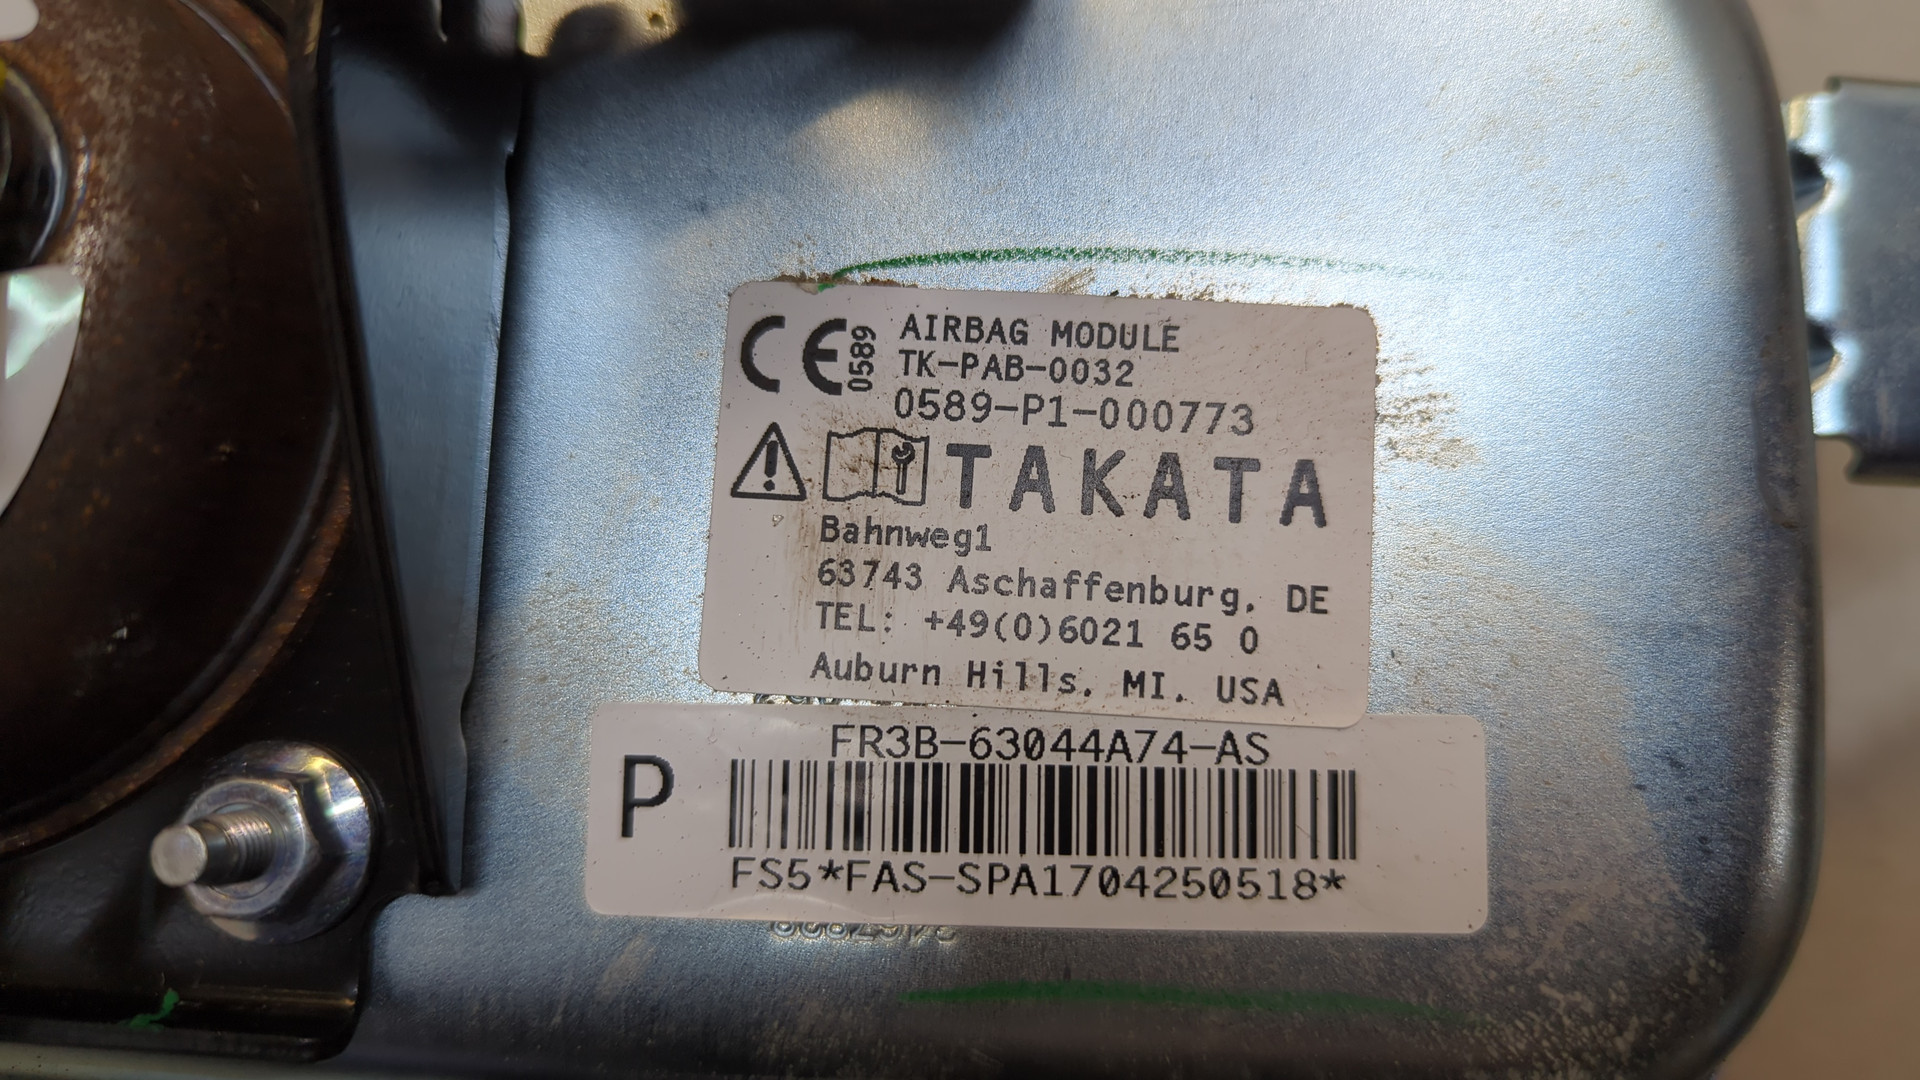 CE 0589
AIRBAG MODULE
TK-PAB-0032
0589-P1-000773
TAKATA
Bahnweg1
63743 Aschaffenburg, DE
TEL: +49(0)6021 65 0
Auburn Hills, MI. USA
FR3B-63044A74-AS
P
FS5*FAS-SPA1704250518*